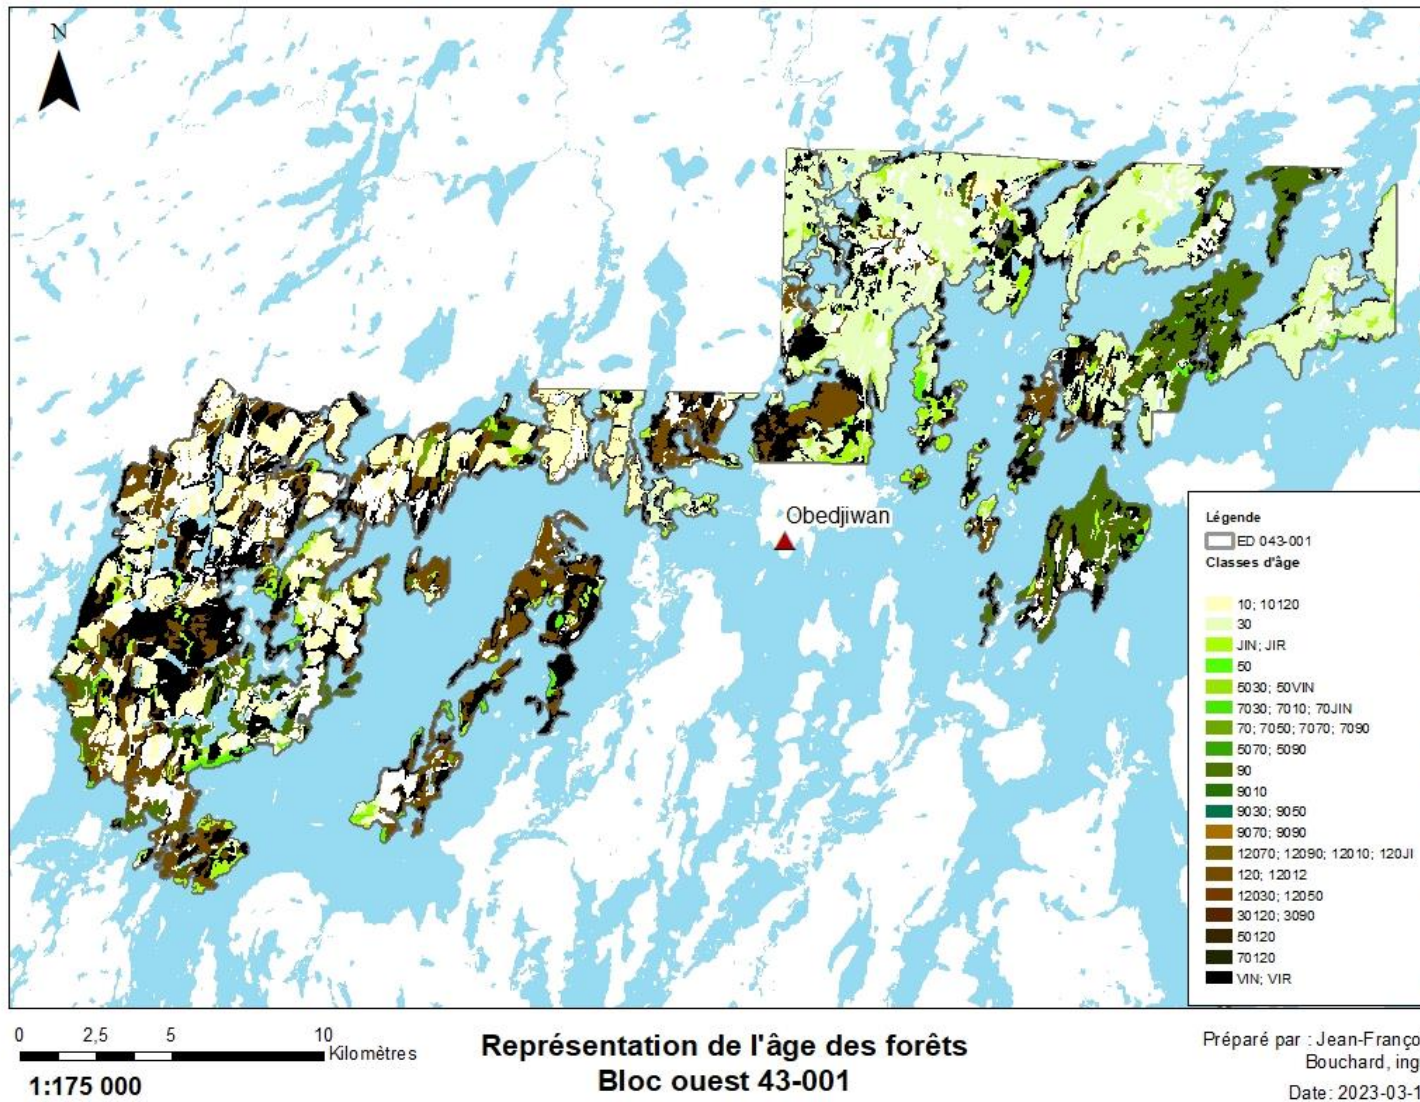 N
Obedjiwan
Légende
ED 043-001
Classes d'âge
10; 10120
30
JIN; JIR
50
5030; 50VIN
7030; 7010; 70JIN
70; 7050; 7070; 7090
5070; 5090
90
9010
9030; 9050
9070; 9090
12070; 12090; 12010; 120JI
120; 12012
12030; 12050
30120; 3090
50120
70120
VIN; VIR
0 2,5 5 10
Kilomètres
1:175 000
Représentation de l'âge des forêts
Bloc ouest 43-001
Préparé par : Jean-Franço
Bouchard, ing
Date: 2023-03-1